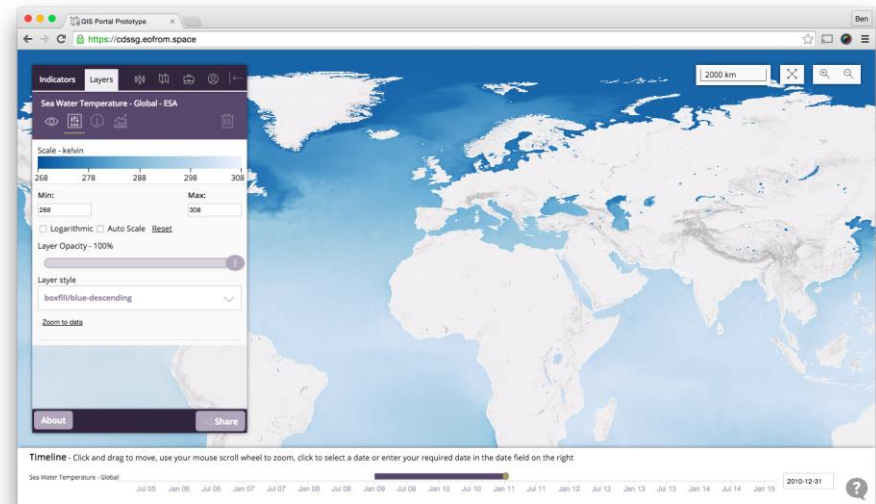 GIS Portal Prototype
Ben
https://cdssg.eofrom.space
Indicators Layers
2000 km
Sea Water Temperature - Global - ESA
Scale - kelvin
268 278 288 298 308
Min: Max:
268 308
Logarithmic Auto Scale Reset
Layer Opacity - 100%
Layer style
boxfill/blue-descending
Zoom to data
About Share
Timeline - Click and drag to move, use your mouse scroll wheel to zoom, click to select a date or enter your required date in the date field on the right
Sea Water Temperature - Global
Jul 05 Jan 06 Jul 06 Jan 07 Jul 07 Jan 08 Jul 08 Jan 09 Jul 09 Jan 10 Jul 10 Jan 11 Jul 11 Jan 12 Jul 12 Jan 13 Jul 13 Jan 14 Jul 14 Jan 15
2010-12-31
?